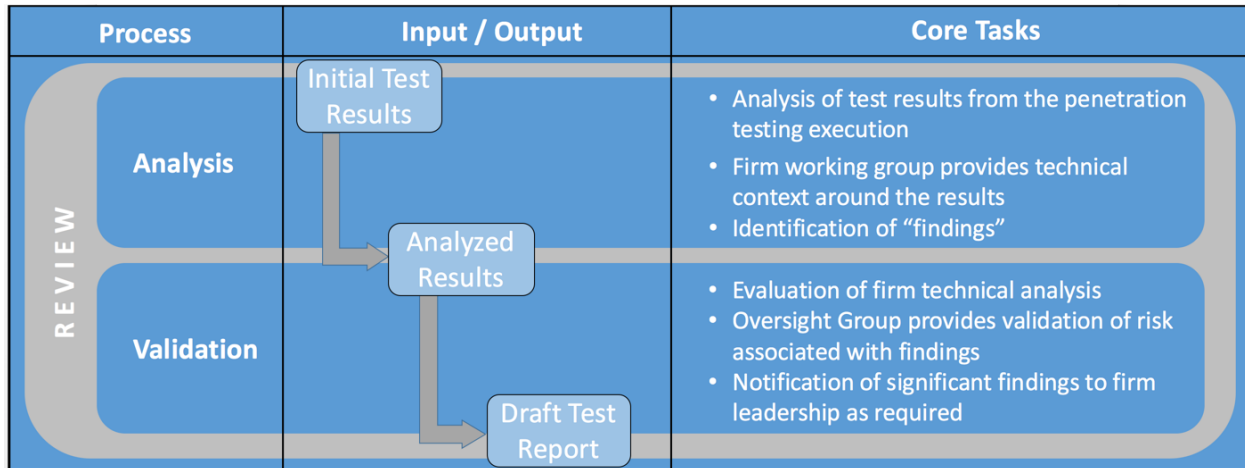 Process
Input / Output
Core Tasks
REVIEW
Analysis
Initial Test
Results
• Analysis of test results from the penetration
testing execution
• Firm working group provides technical
context around the results
• Identification of “findings”
Analyzed
Results
Validation
• Evaluation of firm technical analysis
• Oversight Group provides validation of risk
associated with findings
• Notification of significant findings to firm
leadership as required
Draft Test
Report